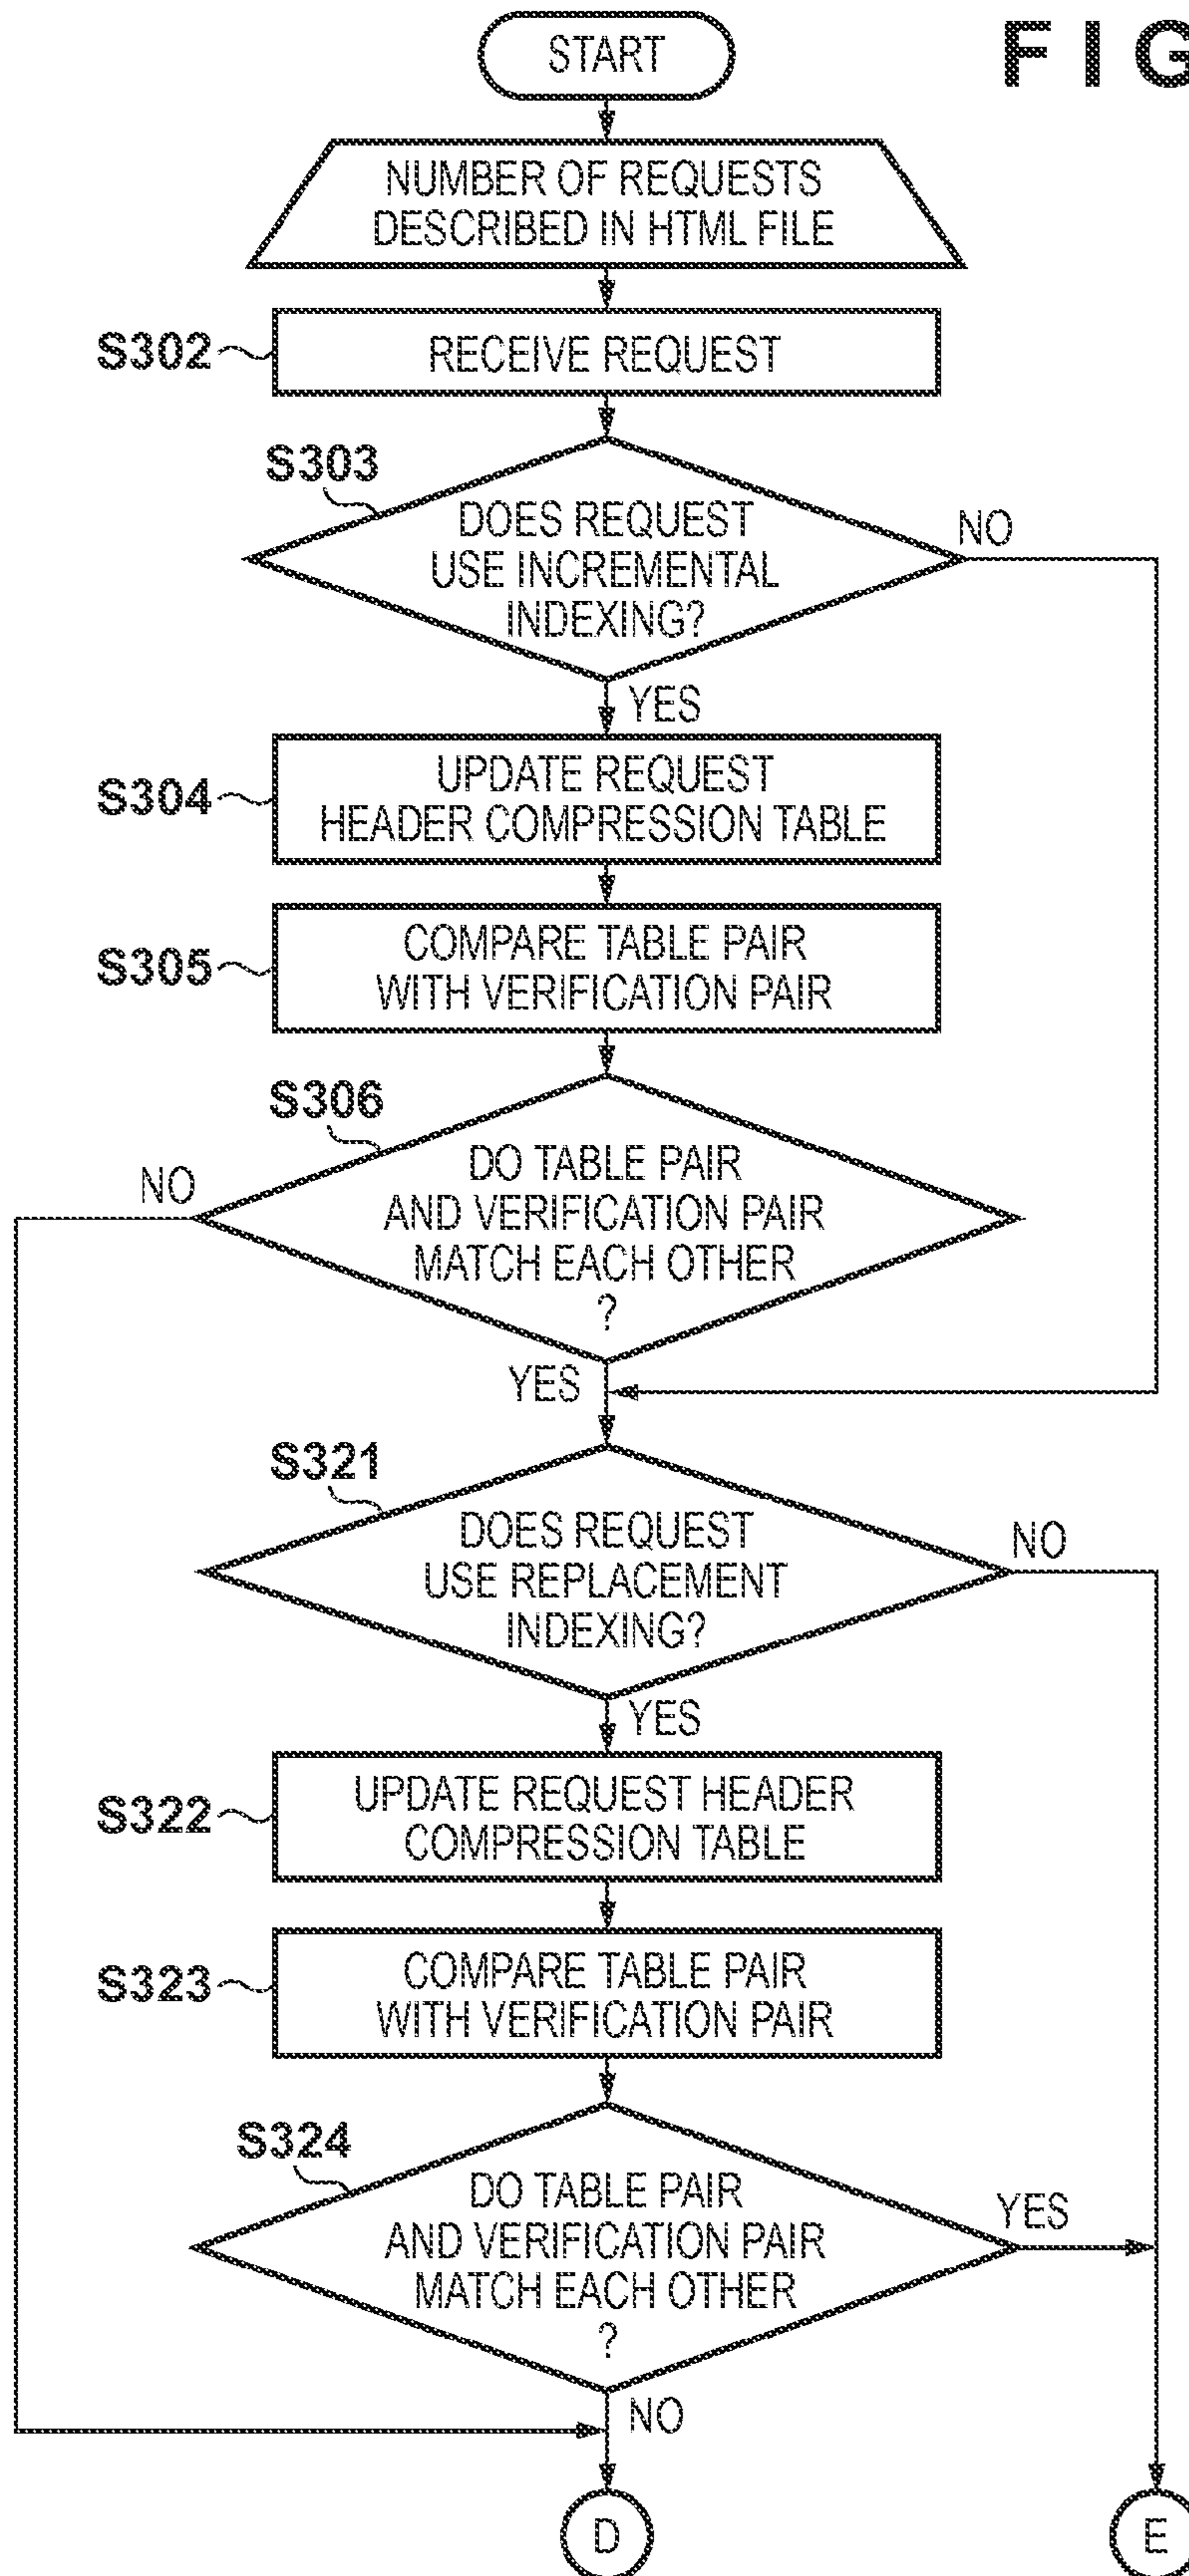 FIG
START
NUMBER OF REQUESTS
DESCRIBED IN HTML FILE
S302
RECEIVE REQUEST
S303
DOES REQUEST
USE INCREMENTAL
INDEXING?
NO
YES
S304
UPDATE REQUEST
HEADER COMPRESSION TABLE
S305
COMPARE TABLE PAIR
WITH VERIFICATION PAIR
S306
DO TABLE PAIR
AND VERIFICATION PAIR
MATCH EACH OTHER
?
NO
YES
S321
DOES REQUEST
USE REPLACEMENT
INDEXING?
NO
YES
S322
UPDATE REQUEST HEADER
COMPRESSION TABLE
S323
COMPARE TABLE PAIR
WITH VERIFICATION PAIR
S324
DO TABLE PAIR
AND VERIFICATION PAIR
MATCH EACH OTHER
?
YES
NO
D
E